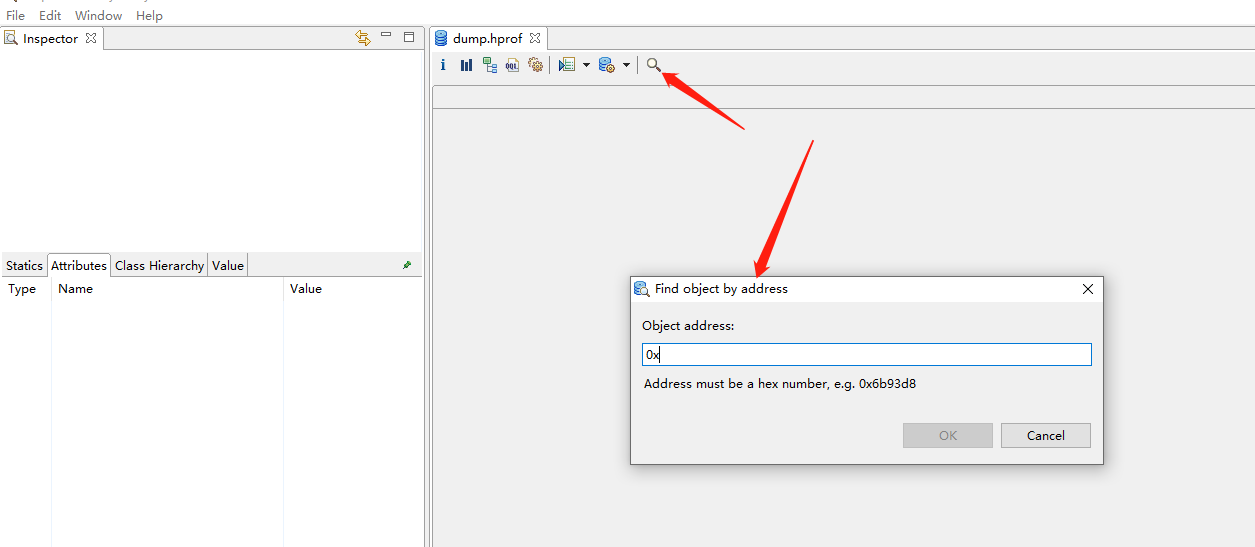 File Edit Window Help
Inspector
dump.hprof
i
OQL
Statics Attributes Class Hierarchy Value
Type Name Value
Find object by address
Object address:
0x
Address must be a hex number, e.g. 0x6b93d8
OK Cancel